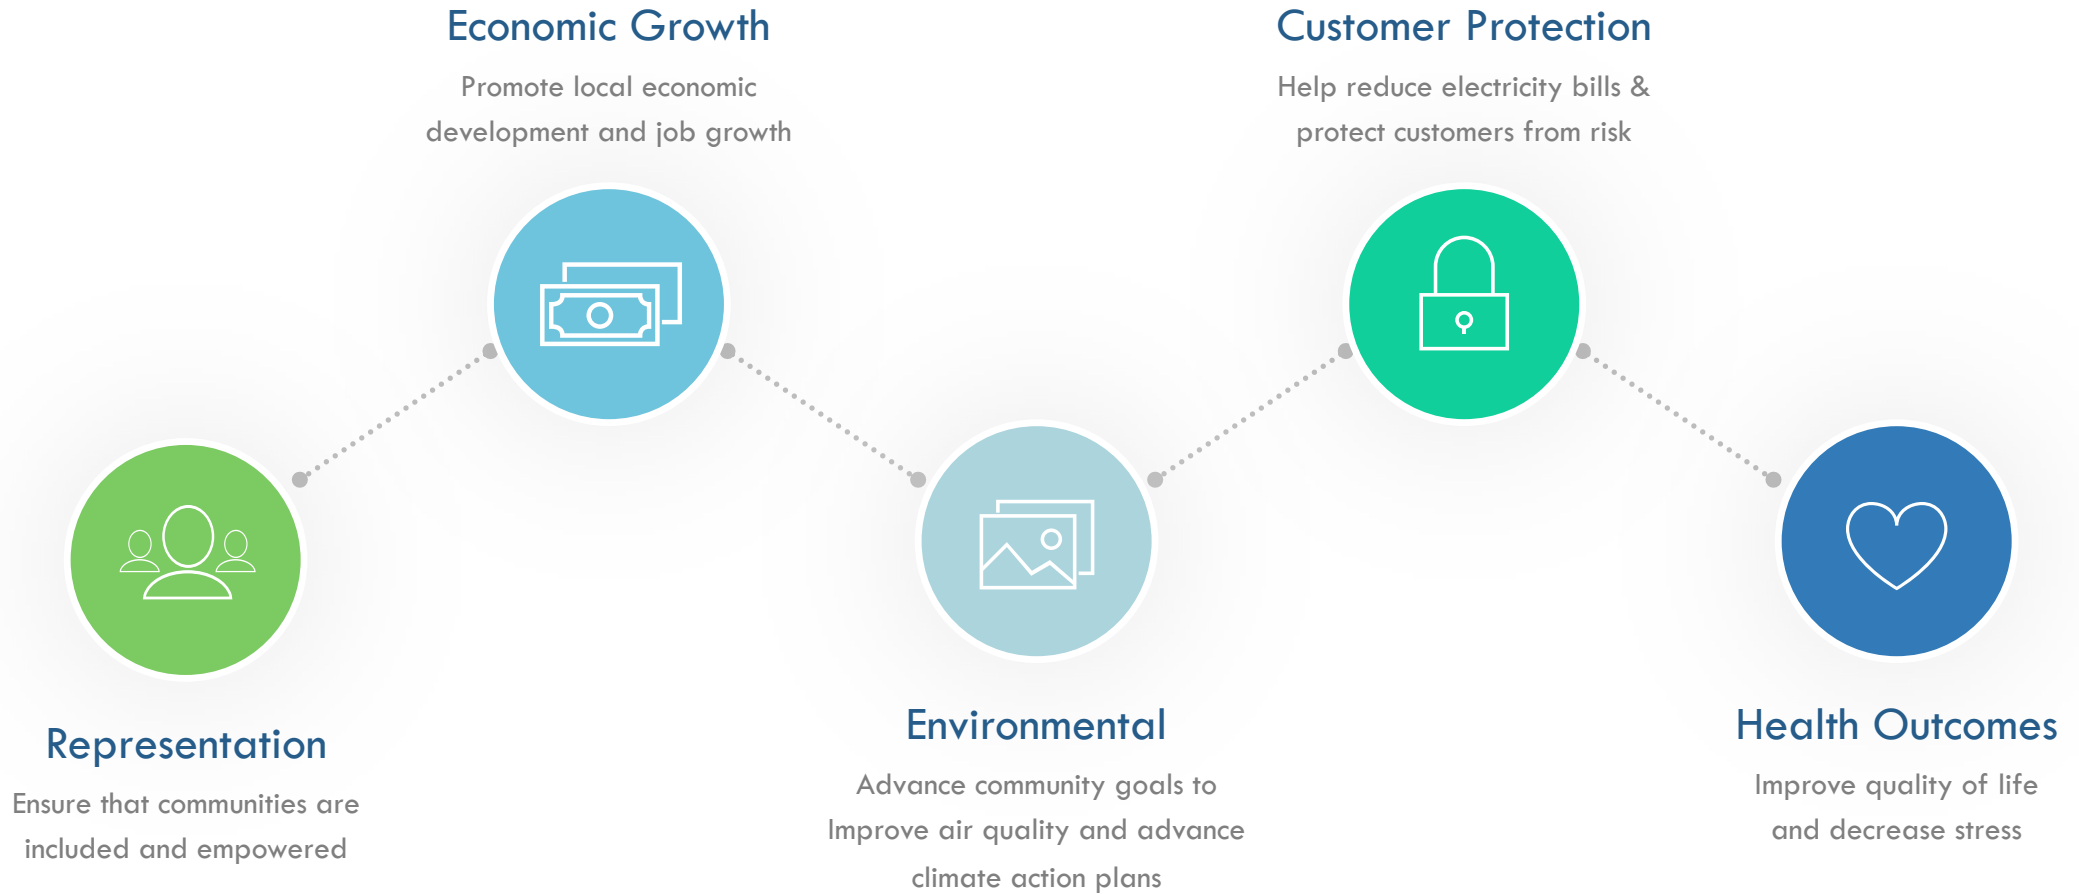 Economic Growth
Promote local economic
development and job growth
Customer Protection
Help reduce electricity bills &
protect customers from risk
Representation
Ensure that communities are
included and empowered
Environmental
Advance community goals to
Improve air quality and advance
climate action plans
Health Outcomes
Improve quality of life
and decrease stress